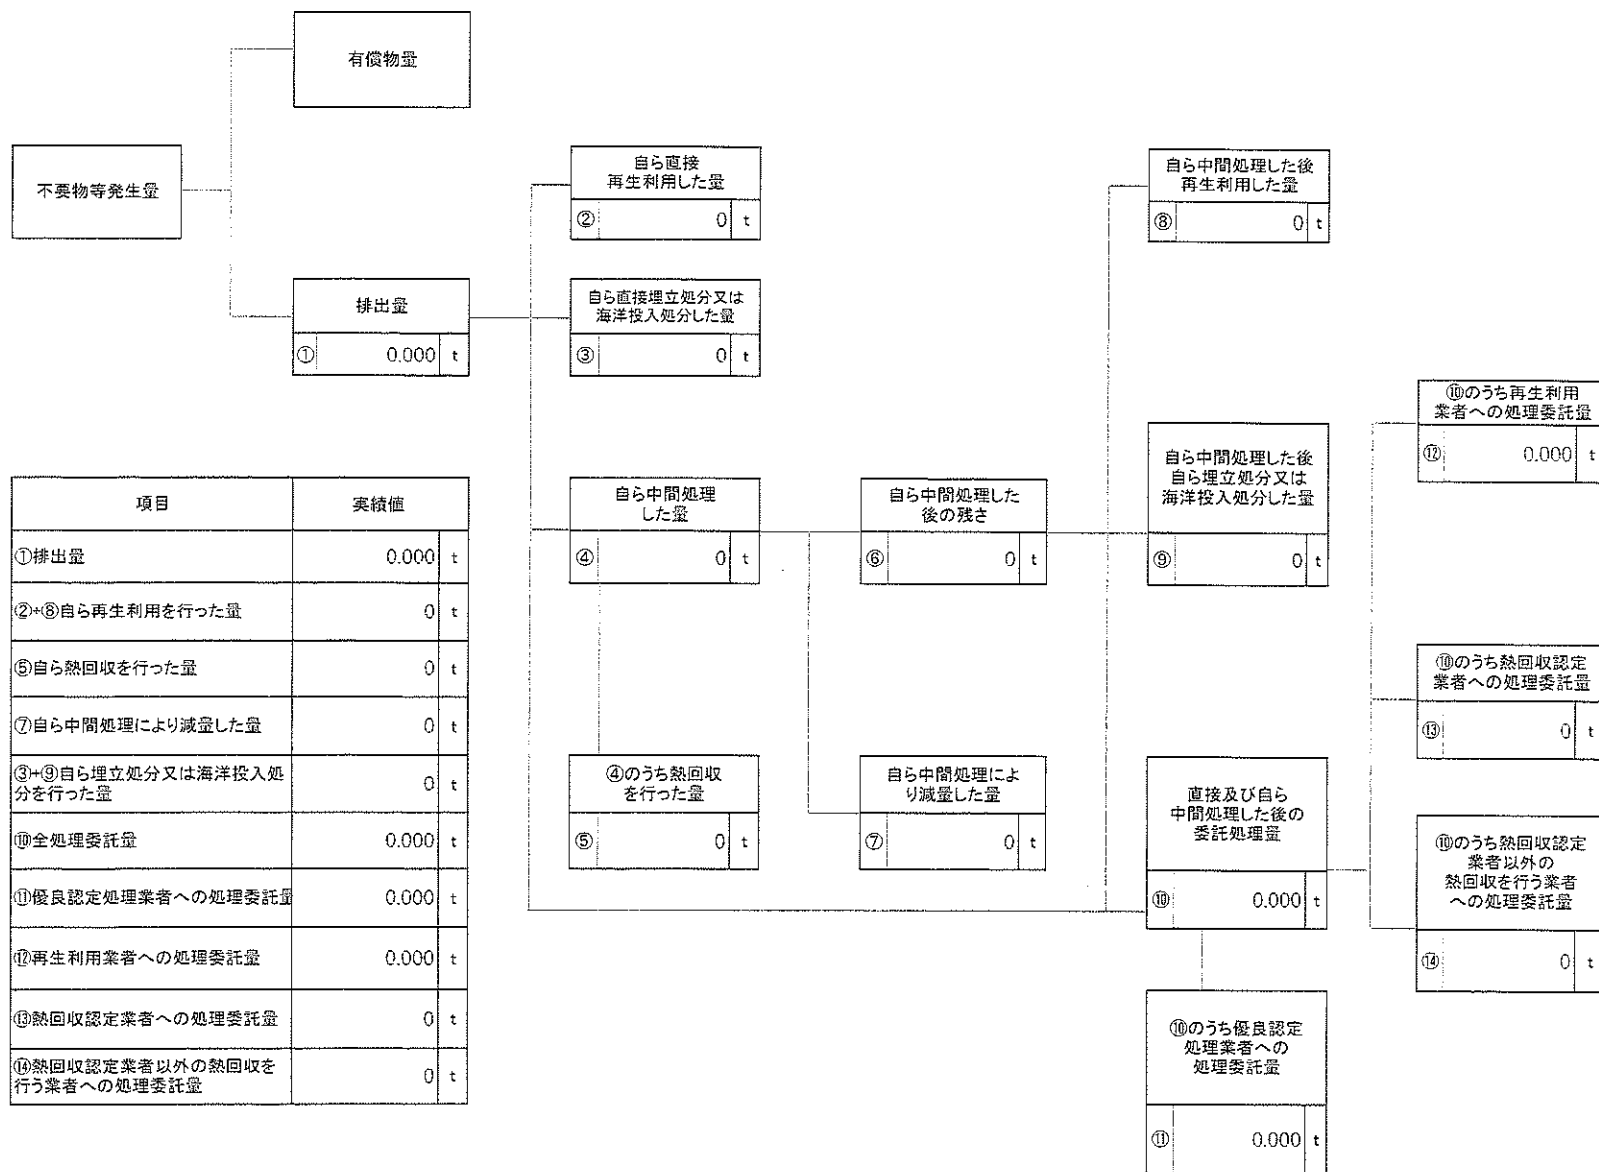 有償物量
不要物等発生量
排出量
① 0.000 t
自ら直接
再生利用した量
② 0 t
自ら直接埋立処分又は
海洋投入処分した量
③ 0 t
自ら中間処理
した量
④ 0 t
④のうち熱回収
を行った量
⑤ 0 t
自ら中間処理した
後の残さ
⑥ 0 t
自ら中間処理によ
り減量した量
⑦ 0 t
自ら中間処理した後
再生利用した量
⑧ 0 t
自ら中間処理した後
自ら埋立処分又は
海洋投入処分した量
⑨ 0 t
直接及び自ら
中間処理した後の
委託処理量
⑩ 0.000 t
⑩のうち優良認定
処理業者への
処理委託量
⑪ 0.000 t
⑩のうち再生利用
業者への処理委託量
⑫ 0.000 t
⑩のうち熱回収認定
業者への処理委託量
⑬ 0 t
⑩のうち熱回収認定
業者以外の
熱回収を行う業者
への処理委託量
⑭ 0 t
項目 実績値
①排出量 0.000 t
②+⑧自ら再生利用を行った量 0 t
⑤自ら熱回収を行った量 0 t
⑦自ら中間処理により減量した量 0 t
③+⑨自ら埋立処分又は海洋投入処
分を行った量 0 t
⑩全処理委託量 0.000 t
⑪優良認定処理業者への処理委託量 0.000 t
⑫再生利用業者への処理委託量 0.000 t
⑬熱回収認定業者への処理委託量 0 t
⑭熱回収認定業者以外の熱回収を
行う業者への処理委託量 0 t